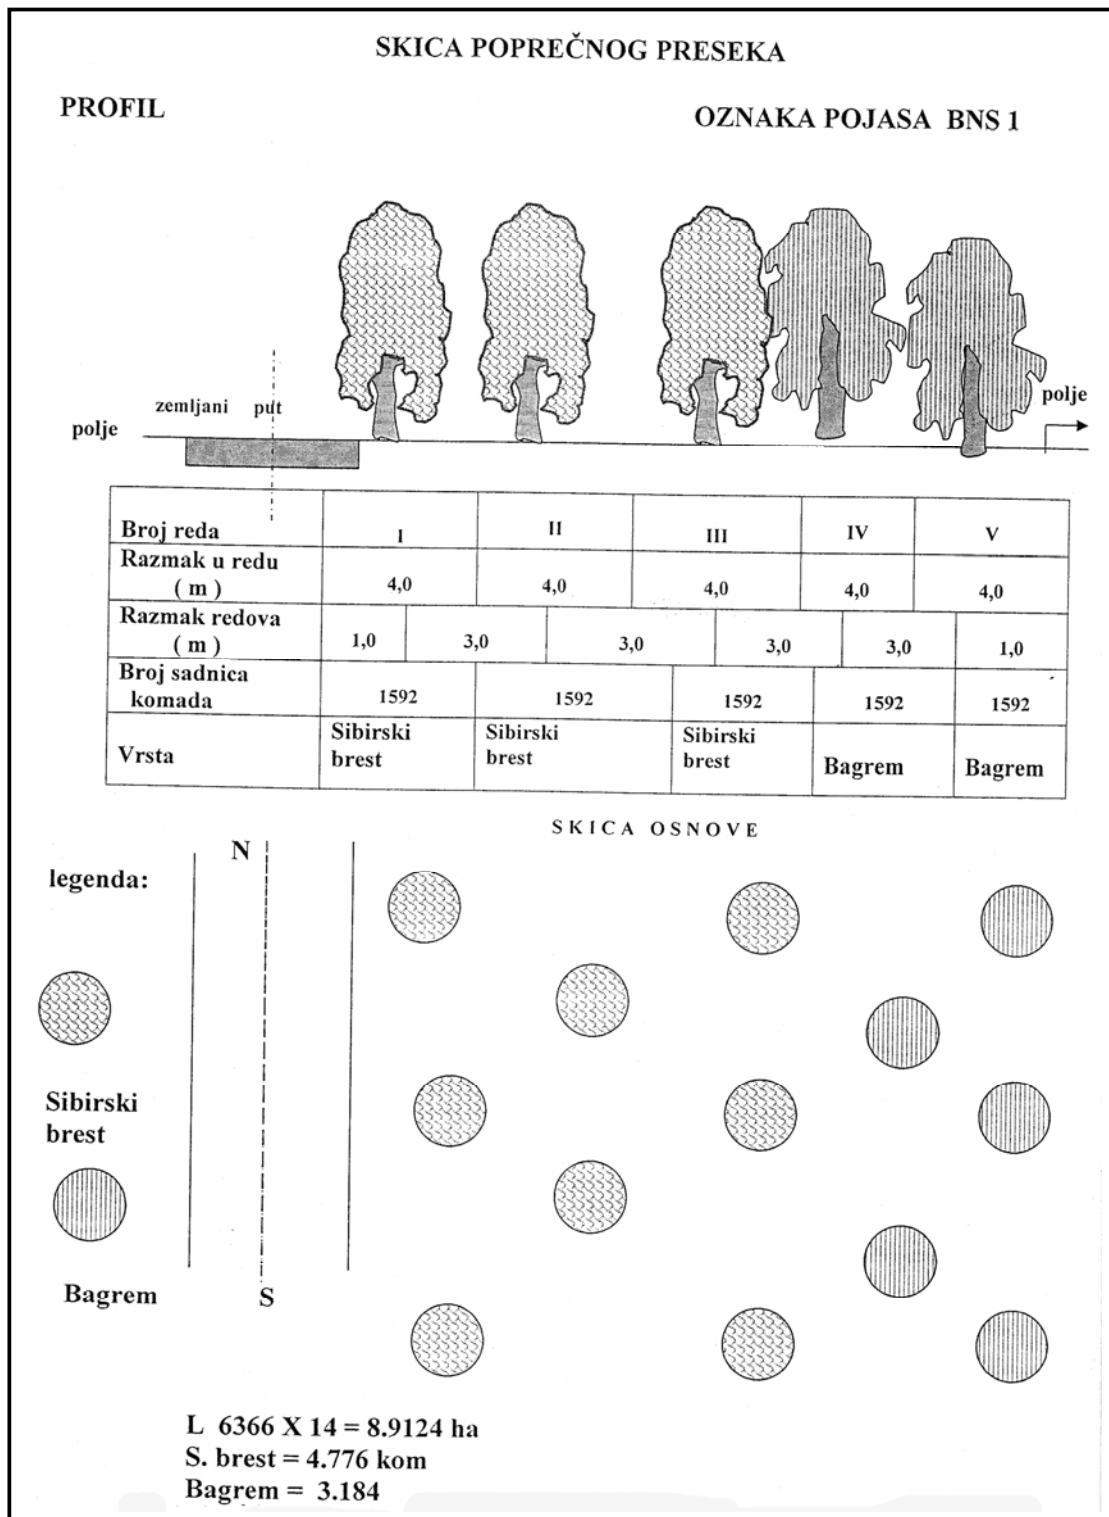 SKICA POPREČNOG PRESEKA
PROFIL
OZNAKA POJASA BNS 1
zemljani put
polje
polje
Broj reda I II III IV V
Razmak u redu
( m ) 4,0 4,0 4,0 4,0 4,0
Razmak redova
( m ) 1,0 3,0 3,0 3,0 3,0 1,0
Broj sadnica
komada 1592 1592 1592 1592 1592
Vrsta Sibirski brest Sibirski brest Sibirski brest Bagrem Bagrem
SKICA OSNOVE
N
legenda:
Sibirski
brest
Bagrem
S
L 6366 X 14 = 8.9124 ha
S. brest = 4.776 kom
Bagrem = 3.184